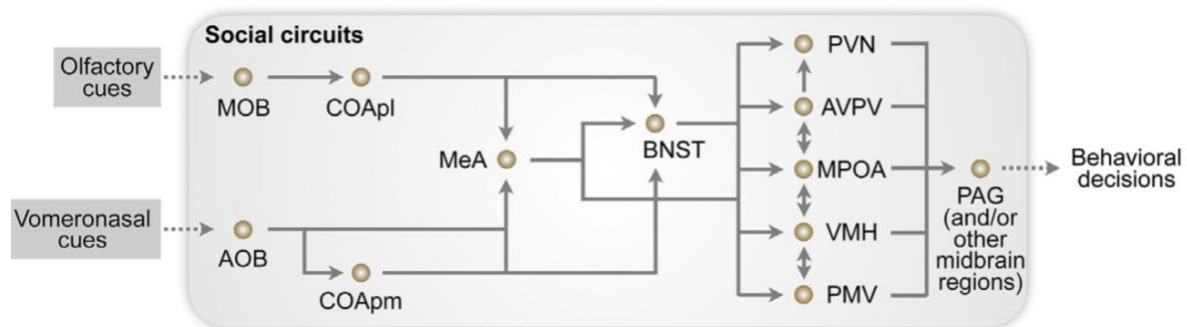 Social circuits
Olfactory
cues
MOB
COApl
MeA
BNST
Vomeronasal
cues
AOB
COApm
PVN
AVPV
MPOA
VMH
PMV
PAG
(and/or
other
midbrain
regions)
Behavioral
decisions